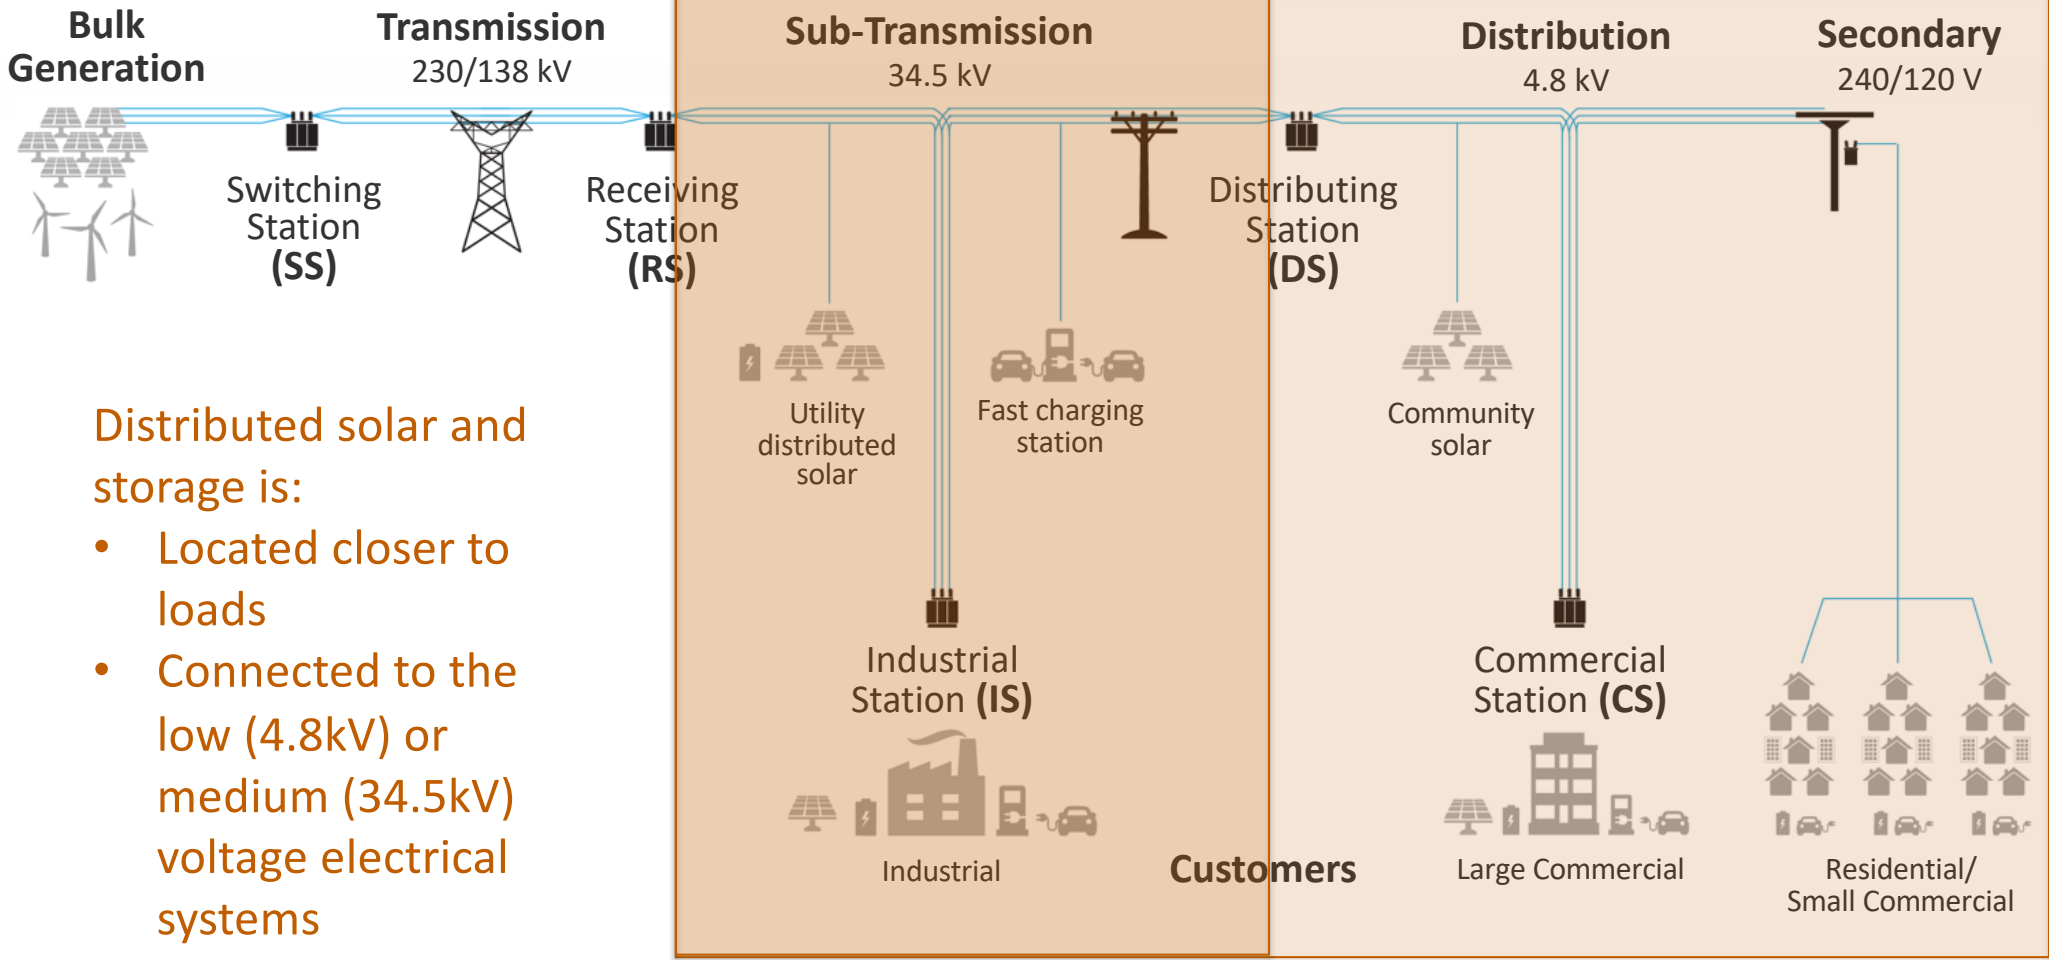 Bulk
Generation
Transmission
230/138 kV
Sub-Transmission
34.5 kV
Distribution
4.8 kV
Secondary
240/120 V
Switching
Station
(SS)
Receiving
Station
(RS)
Distributing
Station
(DS)
Utility
distributed
solar
Fast charging
station
Community
solar
Distributed solar and
storage is:
• Located closer to
loads
• Connected to the
low (4.8kV) or
medium (34.5kV)
voltage electrical
systems
Industrial
Station (IS)
Commercial
Station (CS)
Industrial
Customers
Large Commercial
Residential/
Small Commercial